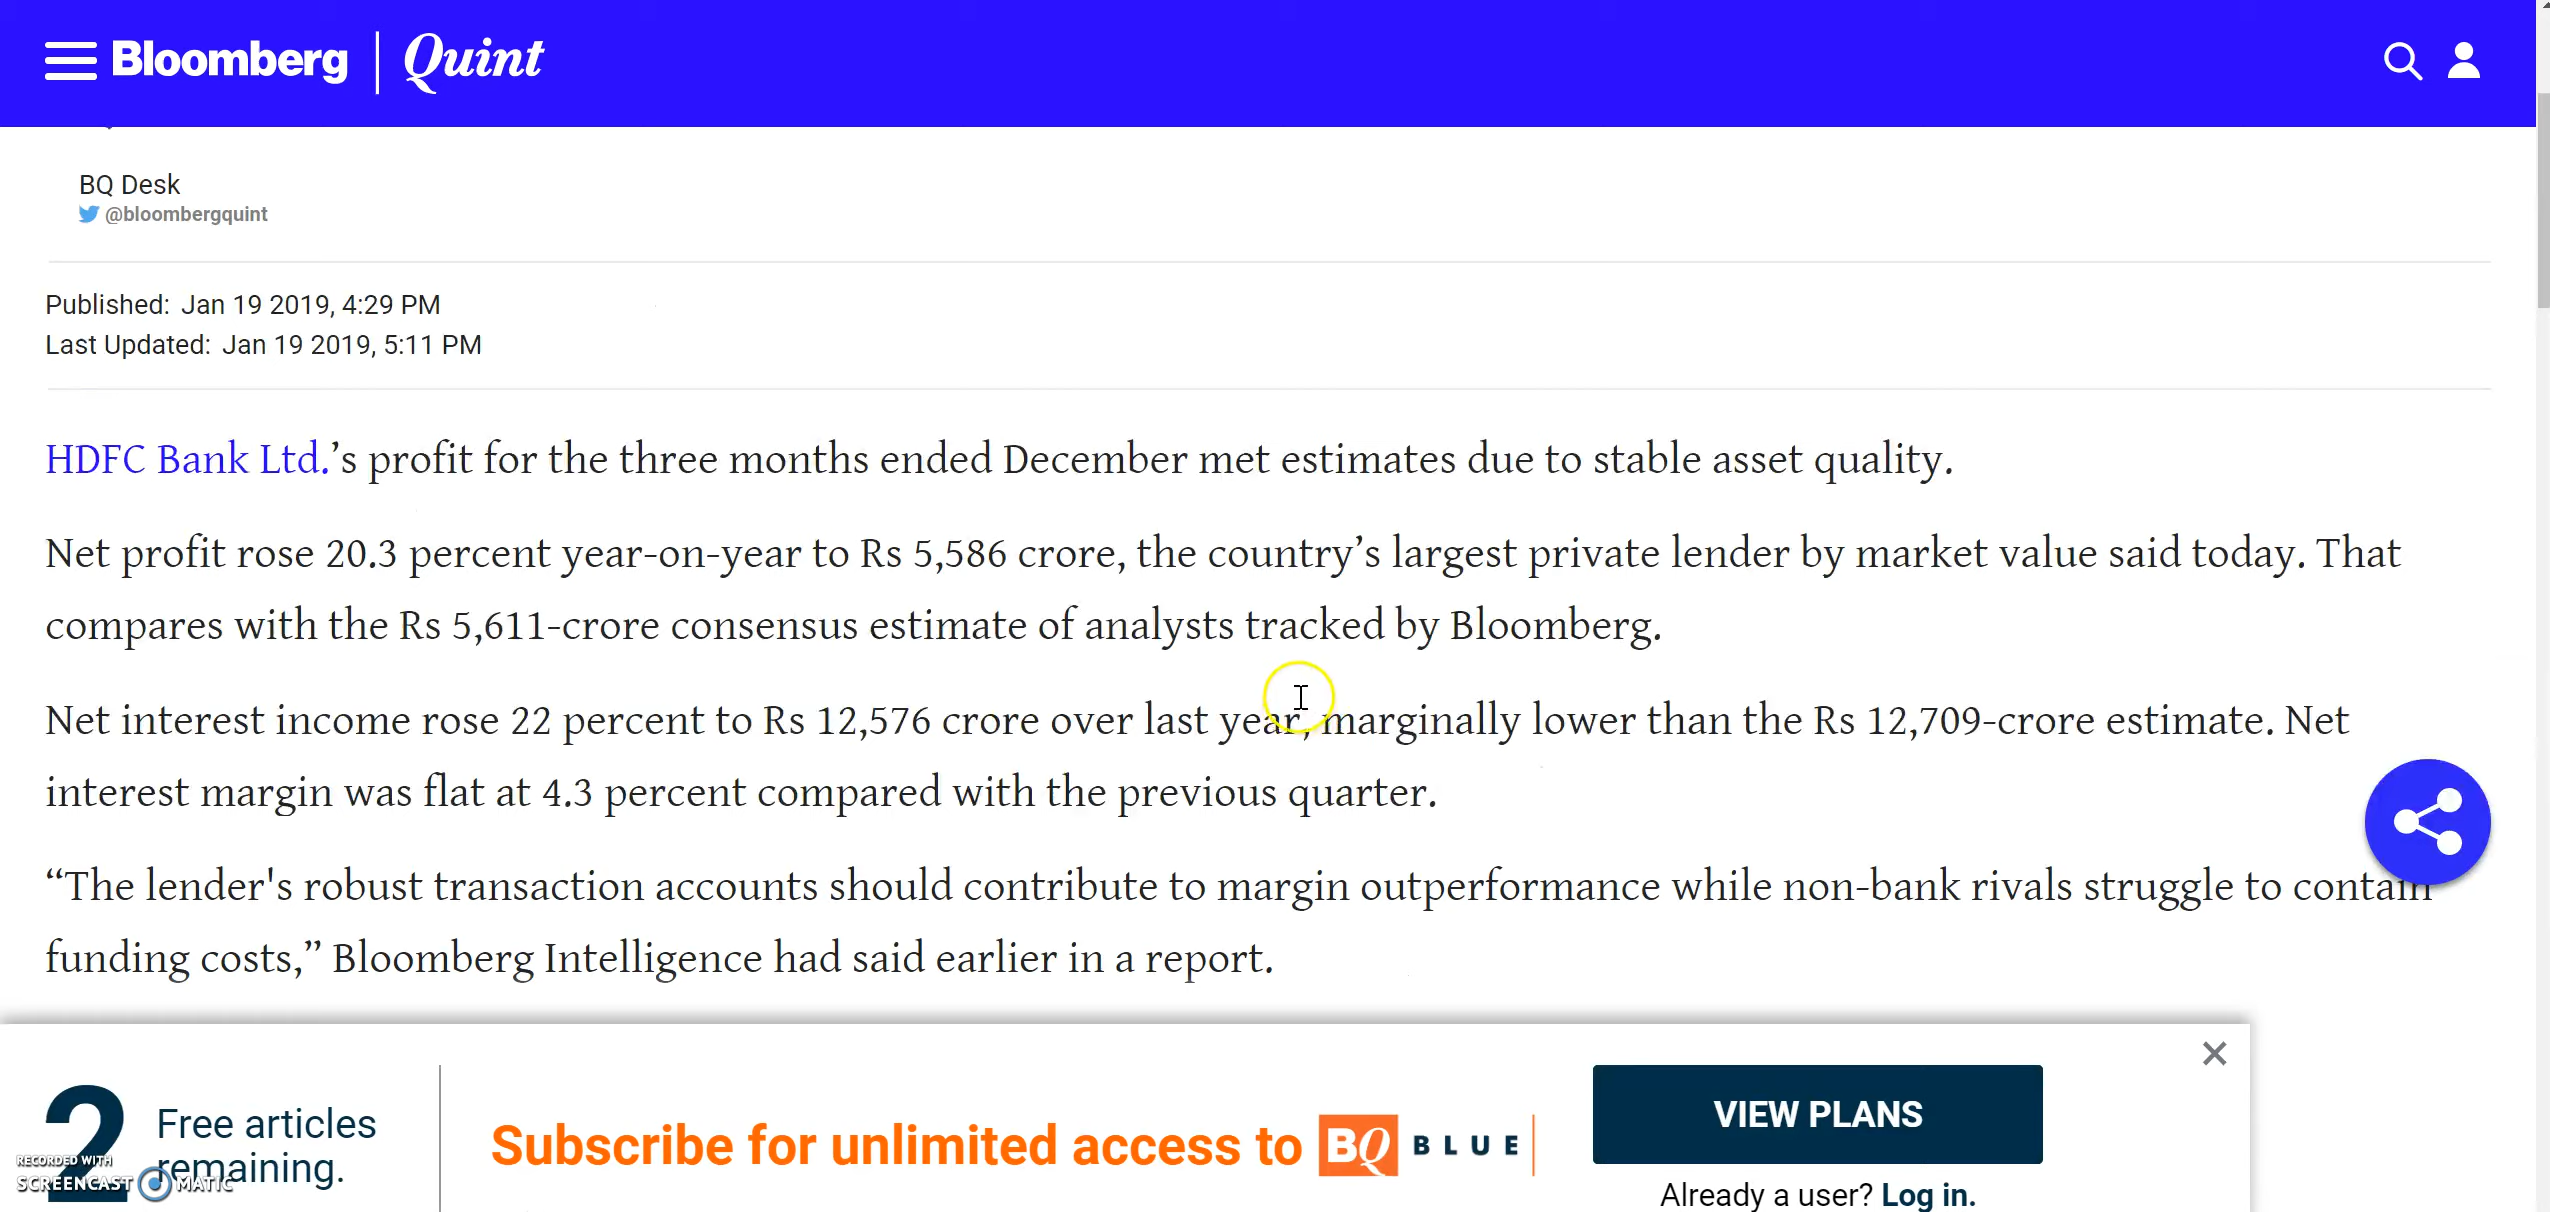 Bloomberg | Quint
BQ Desk
@bloombergquint
Published: Jan 19 2019, 4:29 PM
Last Updated: Jan 19 2019, 5:11 PM
HDFC Bank Ltd.’s profit for the three months ended December met estimates due to stable asset quality.
Net profit rose 20.3 percent year-on-year to Rs 5,586 crore, the country’s largest private lender by market value said today. That
compares with the Rs 5,611-crore consensus estimate of analysts tracked by Bloomberg.
Net interest income rose 22 percent to Rs 12,576 crore over last year, marginally lower than the Rs 12,709-crore estimate. Net
interest margin was flat at 4.3 percent compared with the previous quarter.
“The lender's robust transaction accounts should contribute to margin outperformance while non-bank rivals struggle to contain
funding costs,” Bloomberg Intelligence had said earlier in a report.
2 Free articles
remaining.
Subscribe for unlimited access to BQ BLUE
VIEW PLANS
Already a user? Log in.
RECORDED WITH
SCREENCAST MATIC